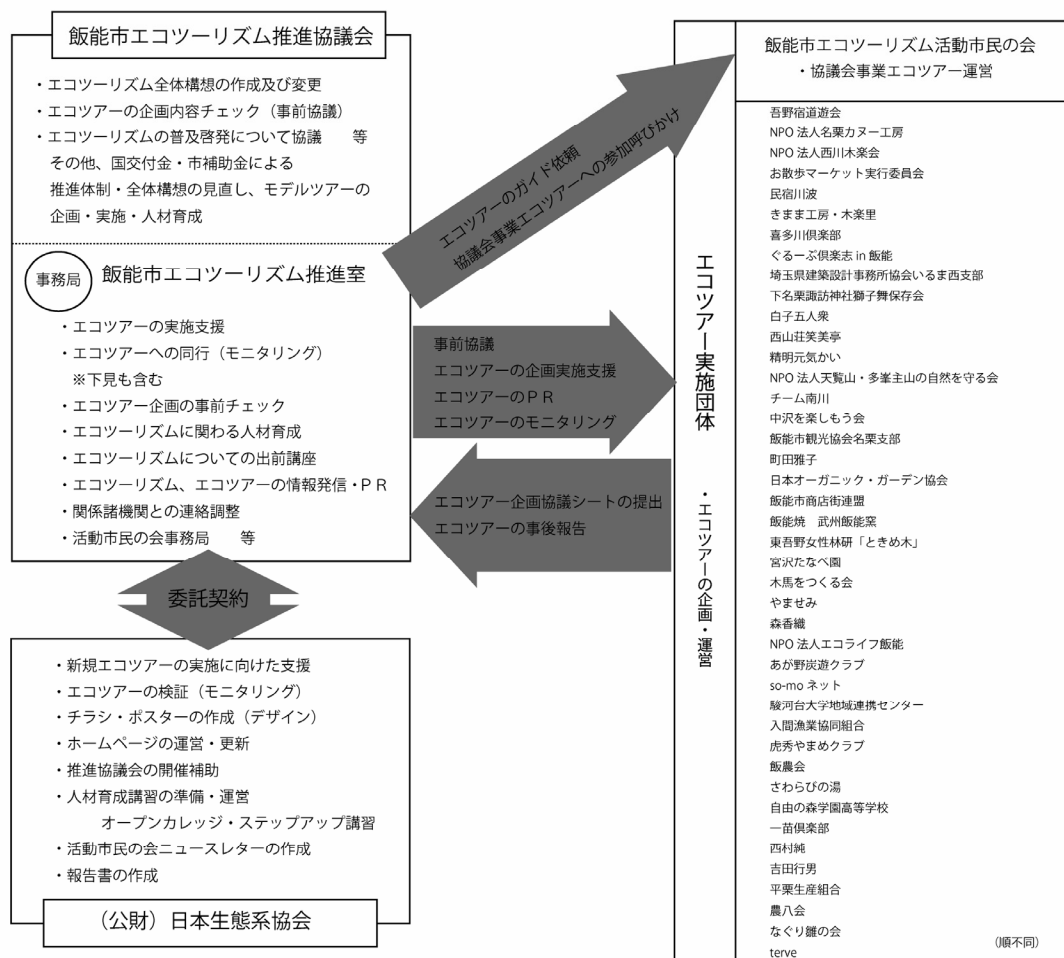 飯能市エコツーリズム推進協議会
・エコツーリズム全体構想の作成及び変更
・エコツアーの企画内容チェック（事前協議）
・エコツーリズムの普及啓発について協議　　等
その他、国交付金・市補助金による
推進体制・全体構想の見直し、モデルツアーの
企画・実施・人材育成
事務局
飯能市エコツーリズム推進室
・エコツアーの実施支援
・エコツアーへの同行（モニタリング）
※下見も含む
・エコツアー企画の事前チェック
・エコツーリズムに関わる人材育成
・エコツーリズムについての出前講座
・エコツーリズム、エコツアーの情報発信・ＰＲ
・関係諸機関との連絡調整
・活動市民の会事務局　　等
委託契約
・新規エコツアーの実施に向けた支援
・エコツアーの検証（モニタリング）
・チラシ・ポスターの作成（デザイン）
・ホームページの運営・更新
・推進協議会の開催補助
・人材育成講習の準備・運営
オープンカレッジ・ステップアップ講習
・活動市民の会ニュースレターの作成
・報告書の作成
（公財）日本生態系協会
エコツアーのガイド依頼
協議会事業エコツアーへの参加呼びかけ
事前協議
エコツアーの企画実施支援
エコツアーのＰＲ
エコツアーのモニタリング
エコツアー企画協議シートの提出
エコツアーの事後報告
エコツアー実施団体
・エコツアーの企画・運営
飯能市エコツーリズム活動市民の会
・協議会事業エコツアー運営
吾野宿道遊会
NPO 法人名栗カヌー工房
NPO 法人西川木楽会
お散歩マーケット実行委員会
民宿川波
きまま工房・木楽里
喜多川倶楽部
ぐるーぷ倶楽志 in 飯能
埼玉県建築設計事務所協会いるま西支部
下名栗諏訪神社獅子舞保存会
白子五人衆
西山荘笑美亭
精明元気かい
NPO 法人天覧山・多峯主山の自然を守る会
チーム南川
中沢を楽しもう会
飯能市観光協会名栗支部
町田雅子
日本オーガニック・ガーデン協会
飯能市商店街連盟
飯能焼　武州飯能窯
東吾野女性林研「ときめ木」
宮沢たなべ園
木馬をつくる会
やませみ
森香織
NPO 法人エコライフ飯能
あが野炭遊クラブ
so-mo ネット
駿河台大学地域連携センター
入間漁業協同組合
虎秀やまめクラブ
飯農会
さわらびの湯
自由の森学園高等学校
一苗倶楽部
西村純
吉田行男
平栗生産組合
農八会
なぐり雛の会
terve
（順不同）